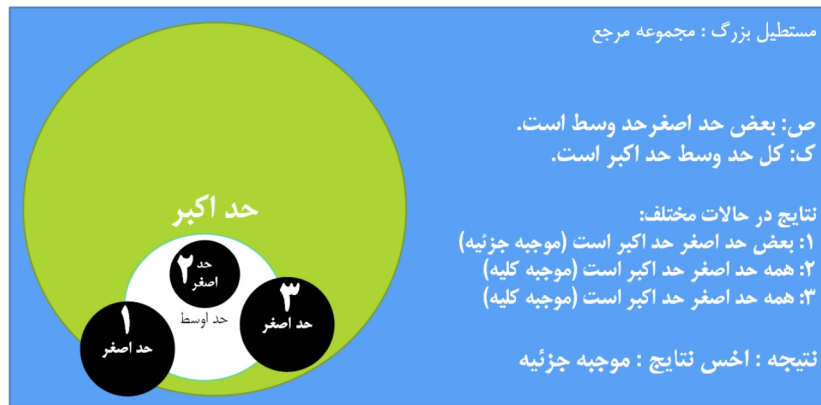 مستطیل بزرگ : مجموعه مرجع
ص: بعض حد اصغرحد وسط است.
ک: کل حد وسط حد اکبر است.
نتایج در حالات مختلف:
۱: بعض حد اصغر حد اکبر است (موجبه جزئیه)
۲: همه حد اصغر حد اکبر است (موجبه کلیه)
۳: همه حد اصغر حد اکبر است (موجبه کلیه)
نتیجه : اخس نتایج : موجبه جزئیه
حد اکبر
۲
حد
اصغر
حد اوسط
۳
حد اصغر
۱
حد اصغر